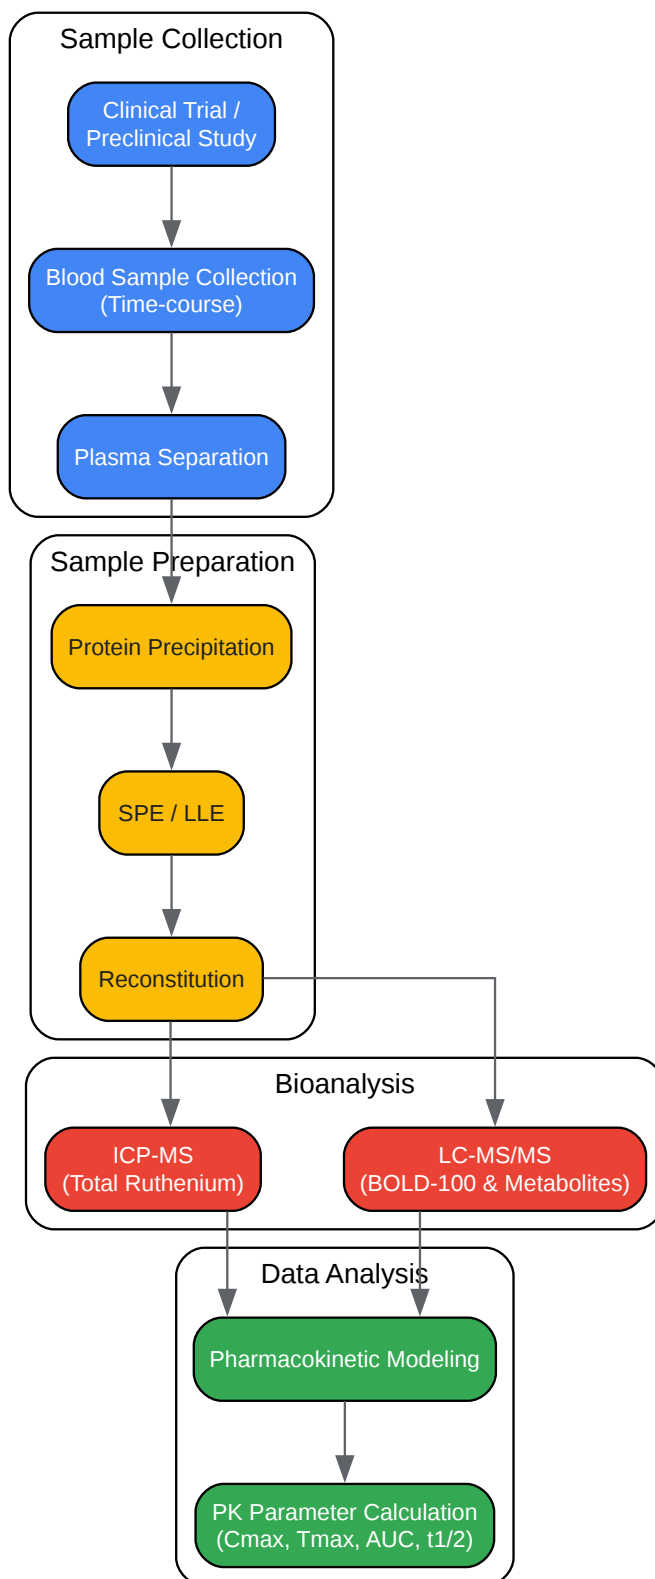 Sample Collection
Clinical Trial /
Preclinical Study
Blood Sample Collection
(Time-course)
Plasma Separation
Sample Preparation
Protein Precipitation
SPE / LLE
Reconstitution
Bioanalysis
ICP-MS
(Total Ruthenium)
LC-MS/MS
(BOLD-100 & Metabolites)
Data Analysis
Pharmacokinetic Modeling
PK Parameter Calculation
(Cmax, Tmax, AUC, t1/2)